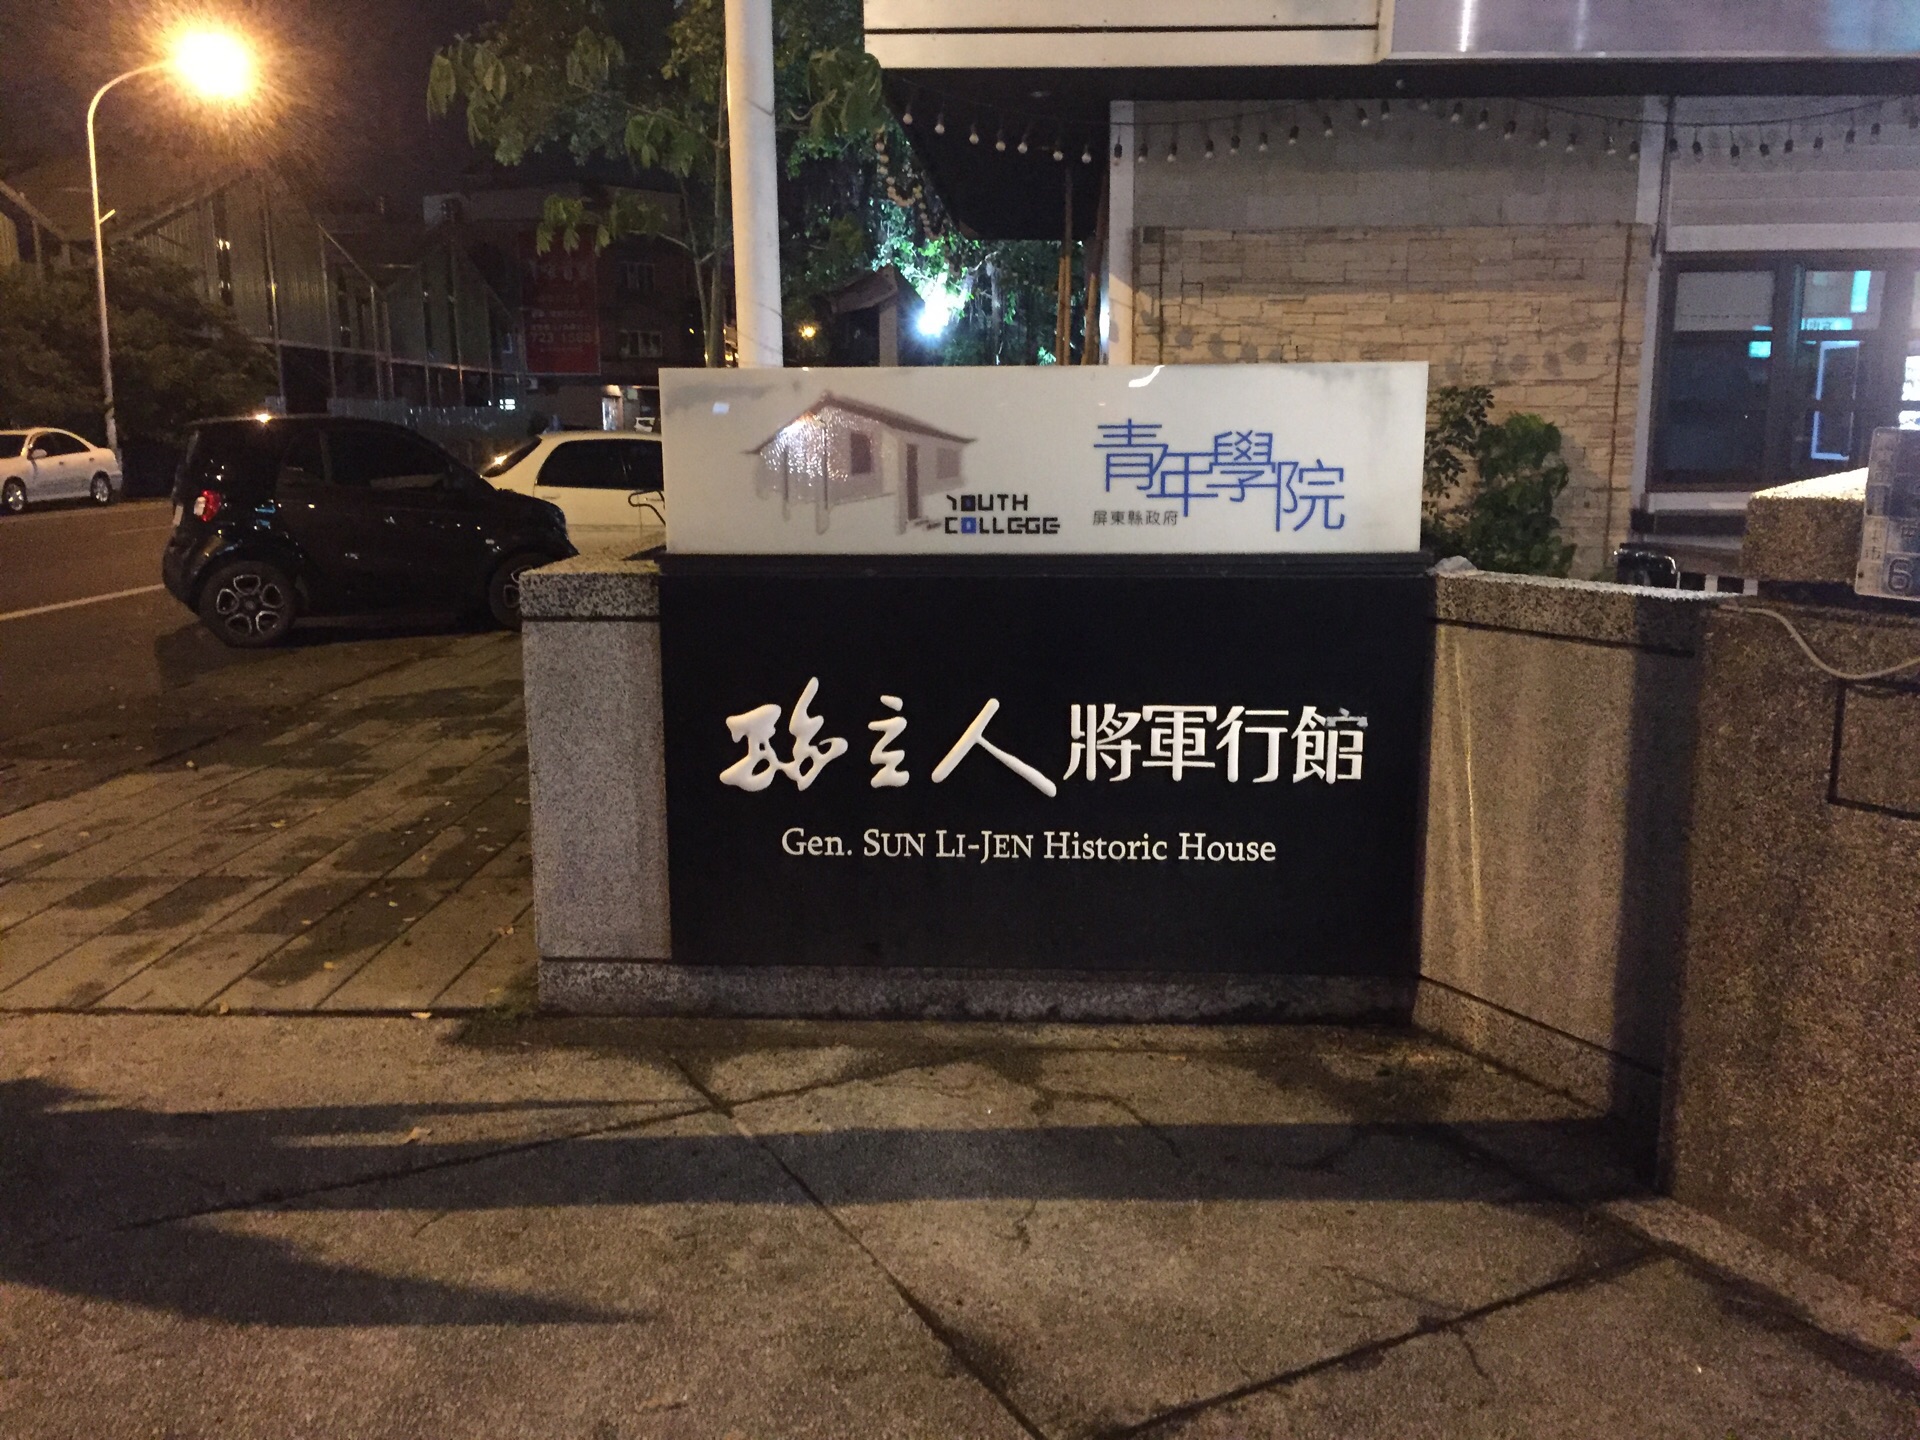 YOUTH
COLLEGE
青年學院
屏東縣政府
孫立人將軍行館
Gen. SUN LI-JEN Historic House